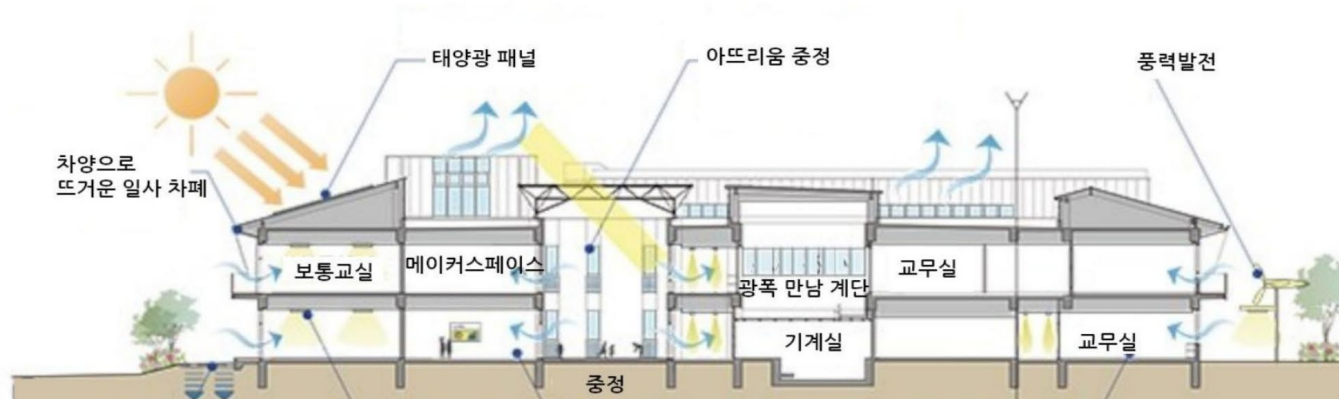 태양광 패널
아뜨리움 중정
풍력발전
차양으로
뜨거운 일사 차폐
보통교실
메이커스페이스
교무실
광폭 만남 계단
기계실
교무실
중정